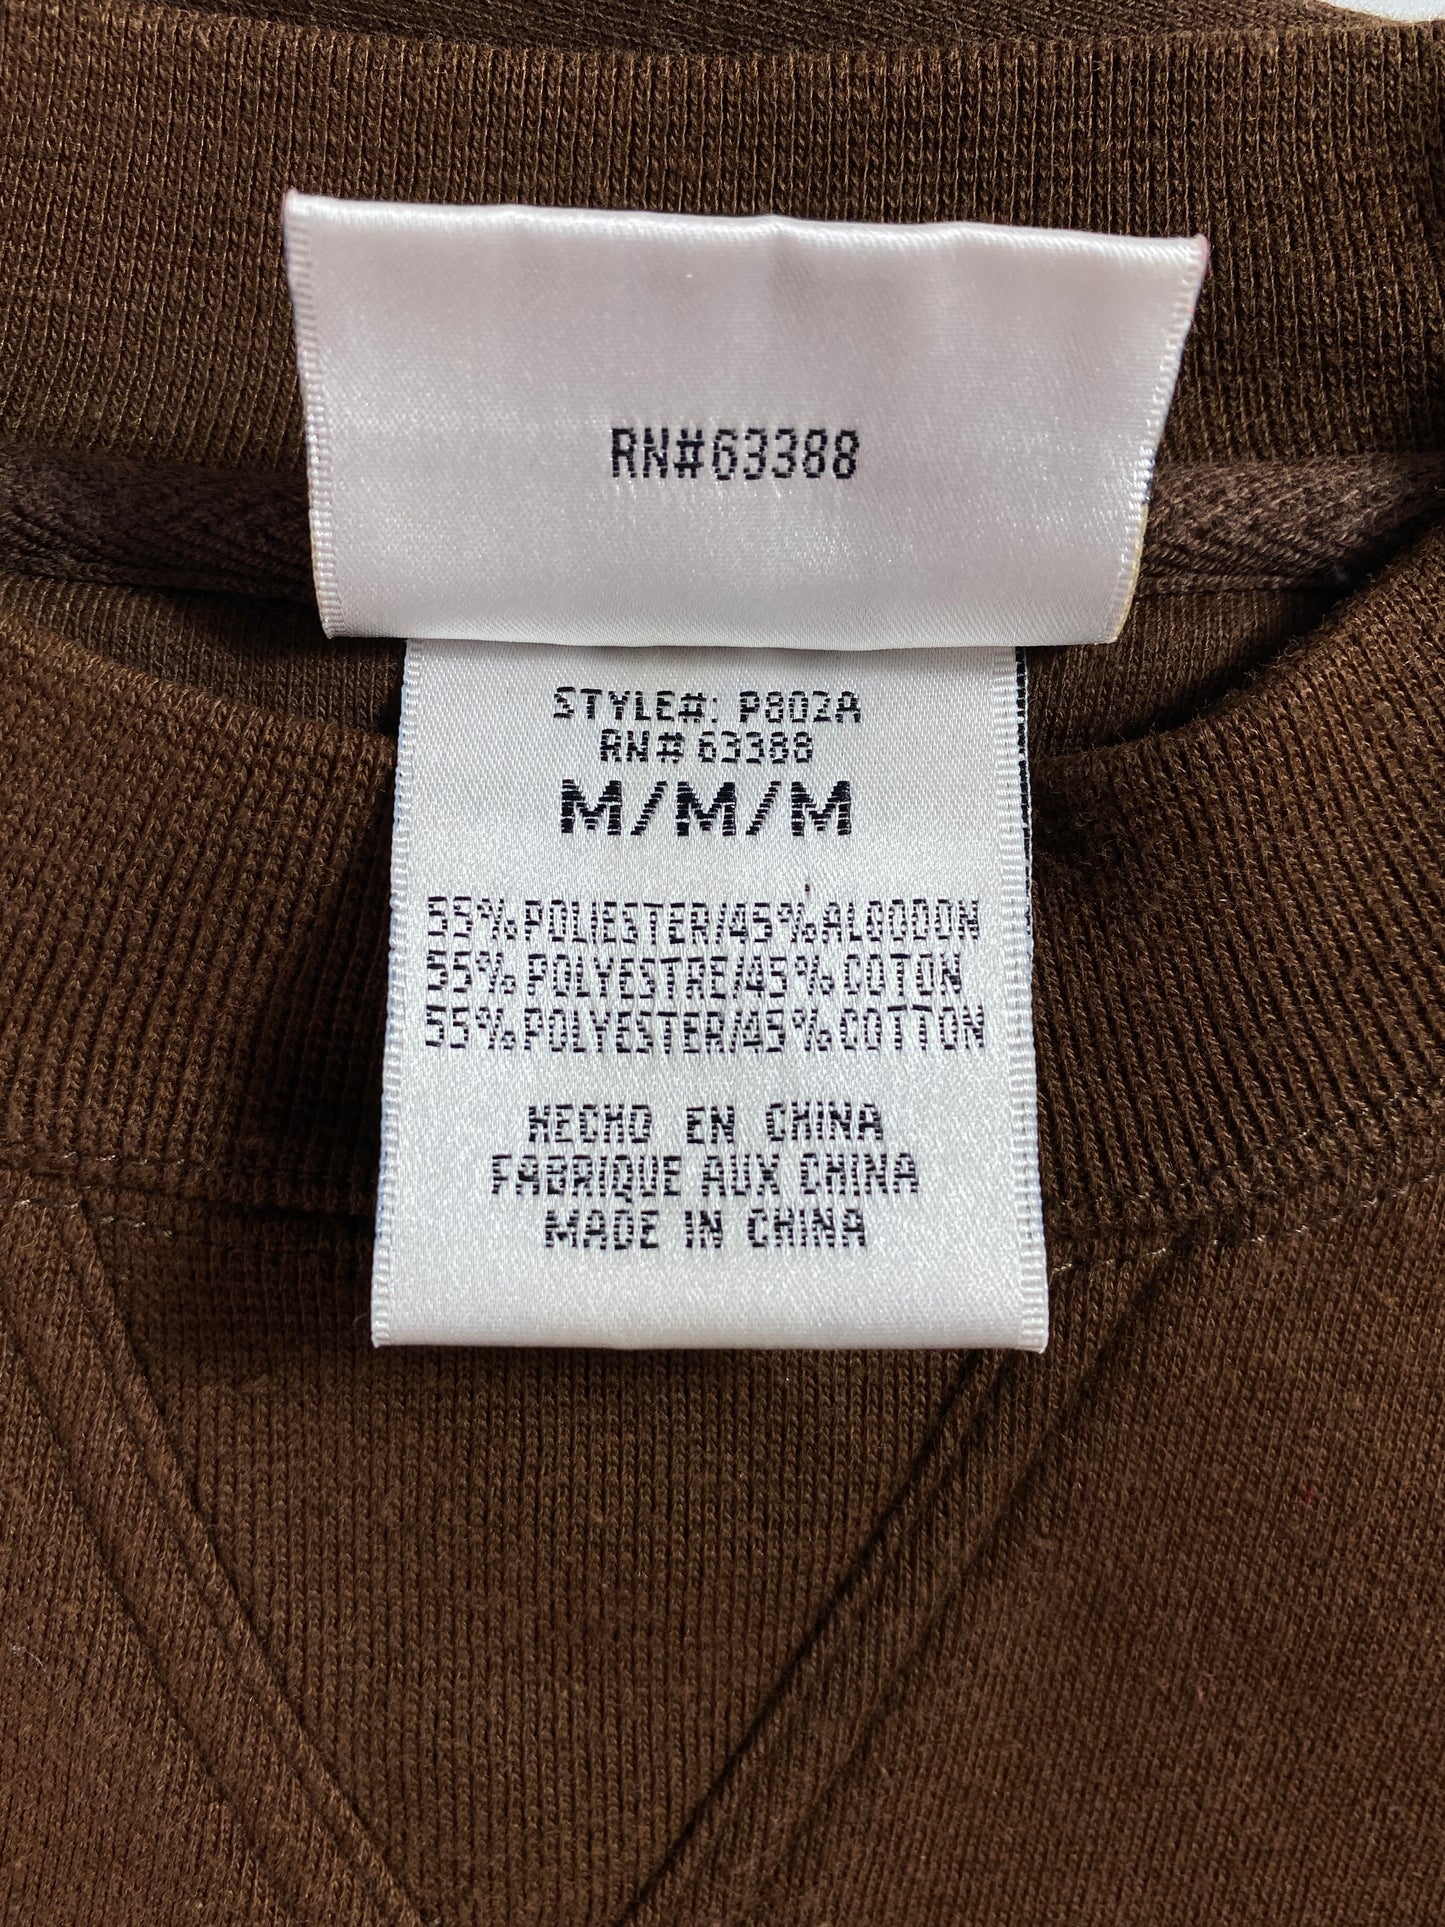 RN#63388
STYLE#: P802A
RN# 63388
M/M/M
55% POLIESTER/45% ALGODON
55% POLYESTRE/45% COTON
55% POLYESTER/45% COTTON
HECHO EN CHINA
FABRIQUE AUX CHINA
MADE IN CHINA